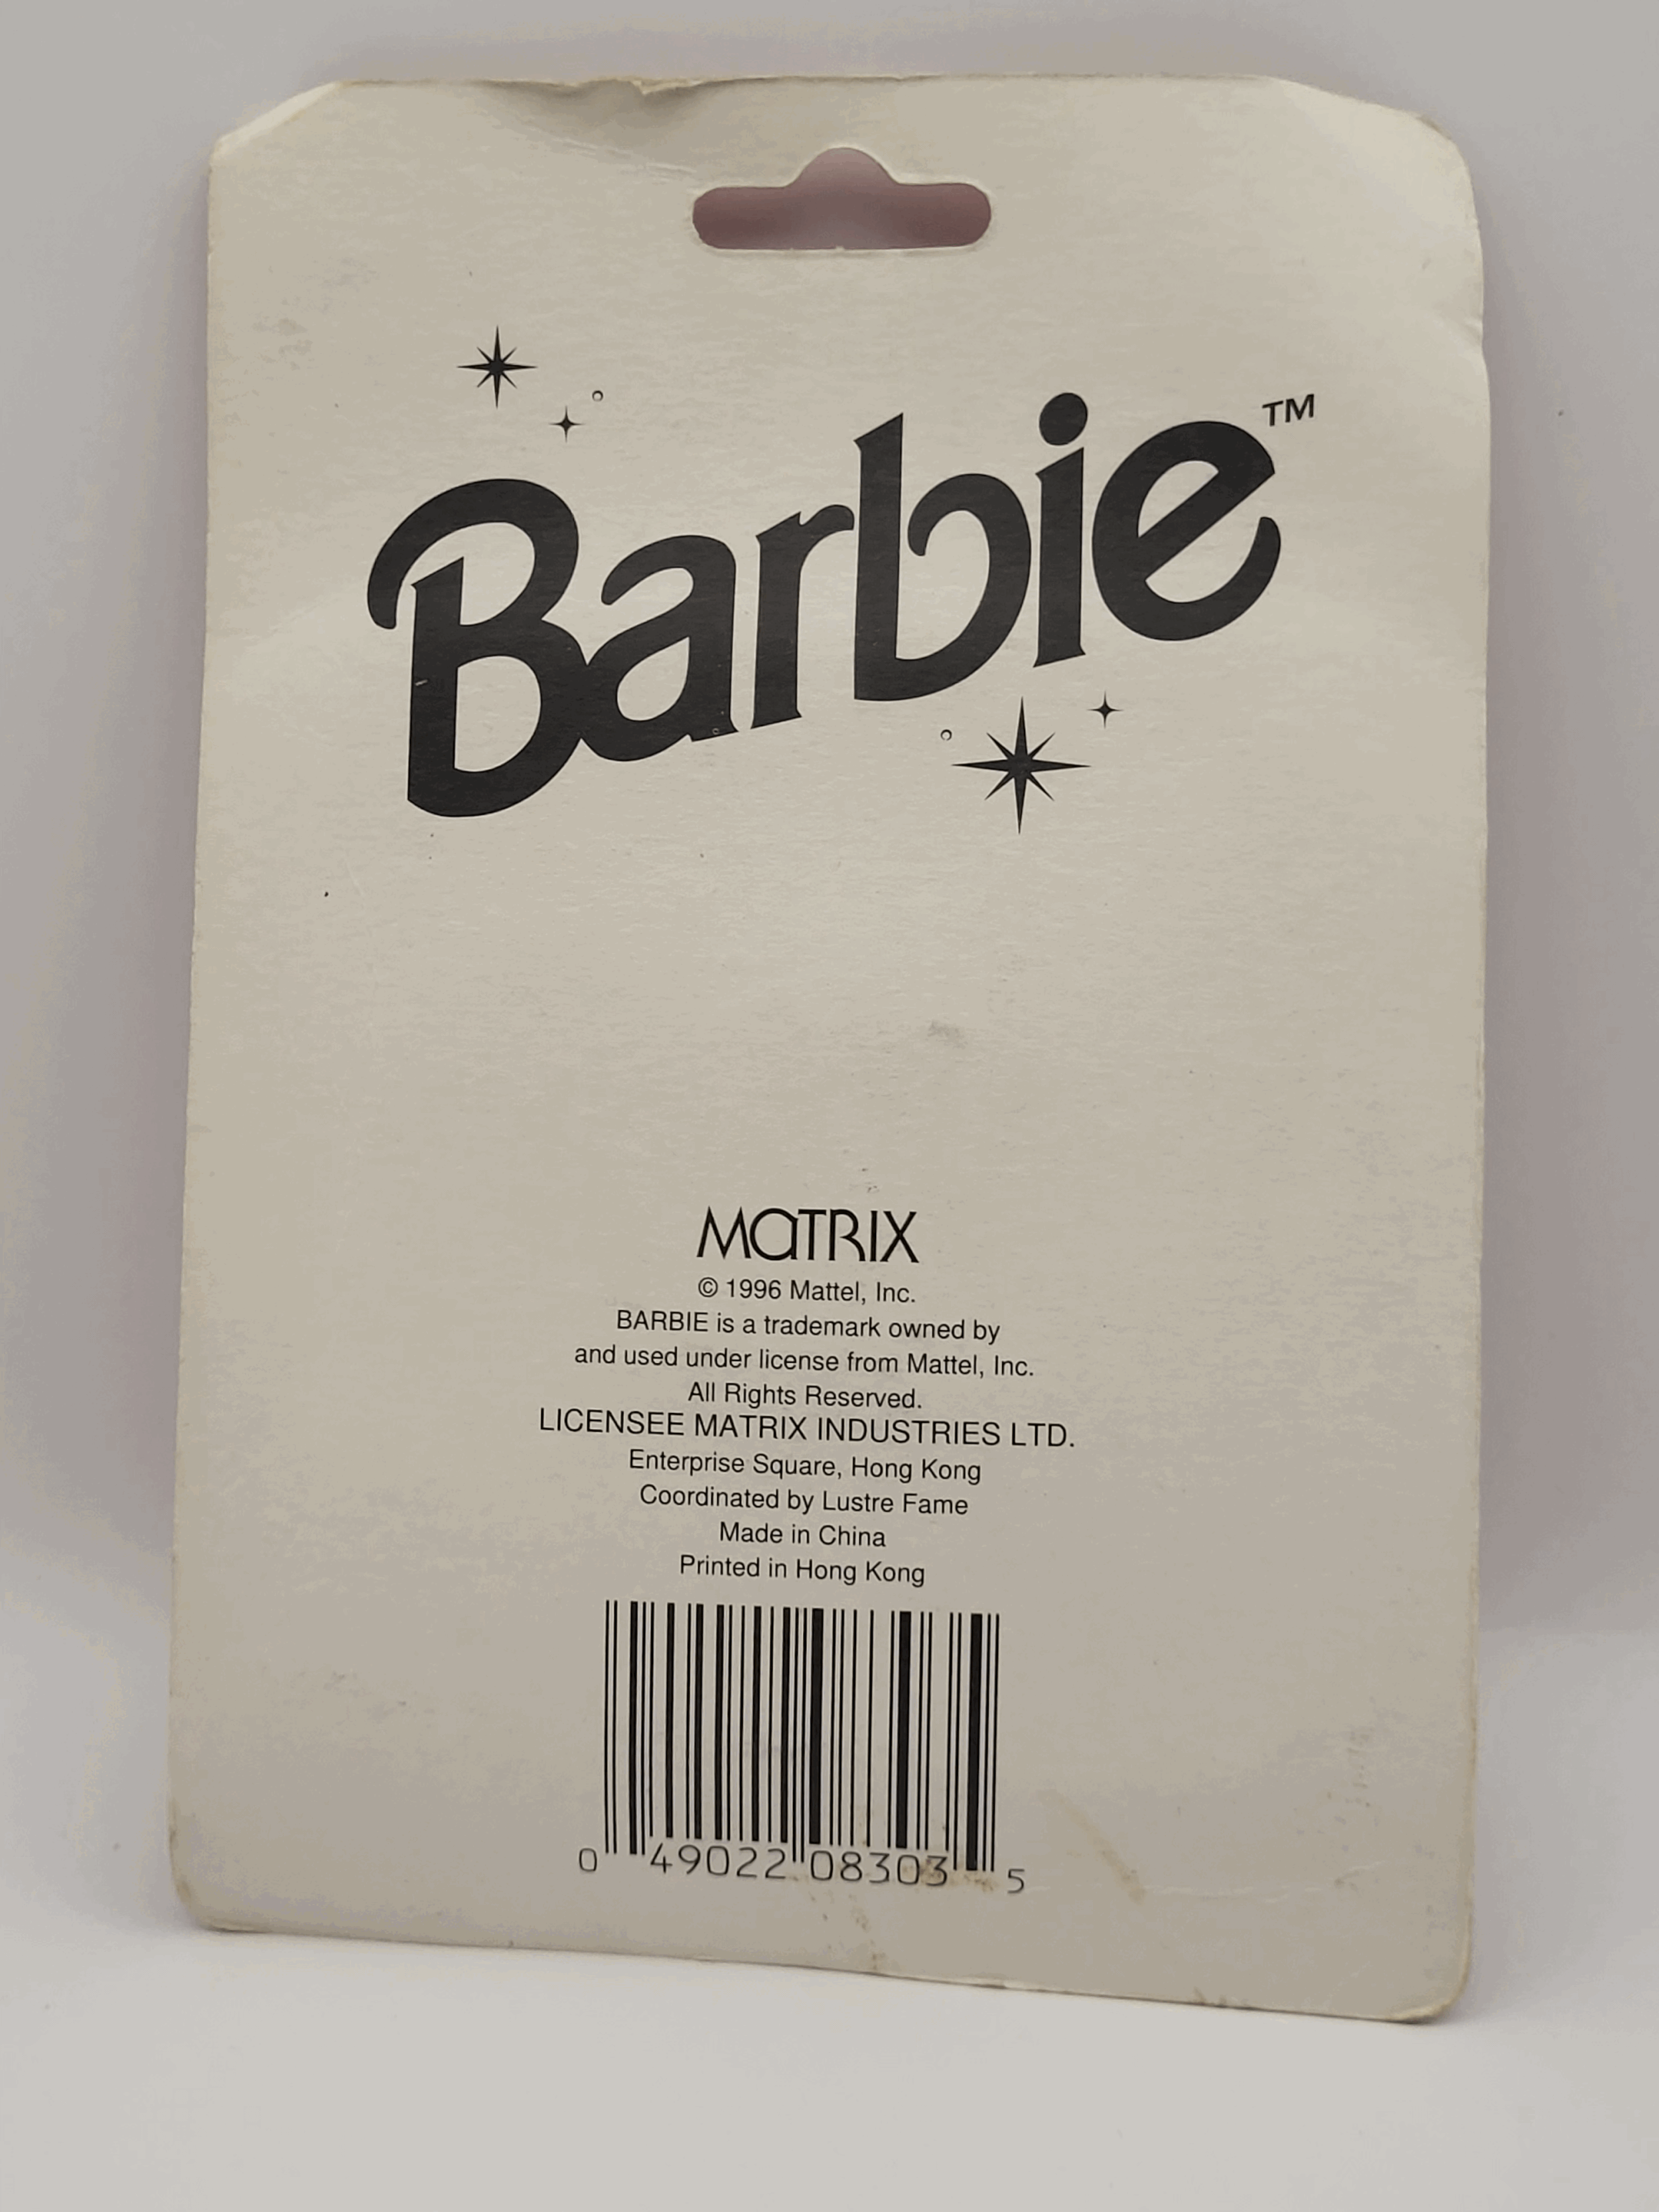 Barbie™
MATRIX
© 1996 Mattel, Inc.
BARBIE is a trademark owned by
and used under license from Mattel, Inc.
All Rights Reserved.
LICENSEE MATRIX INDUSTRIES LTD.
Enterprise Square, Hong Kong
Coordinated by Lustre Fame
Made in China
Printed in Hong Kong
0 49022 08303 5